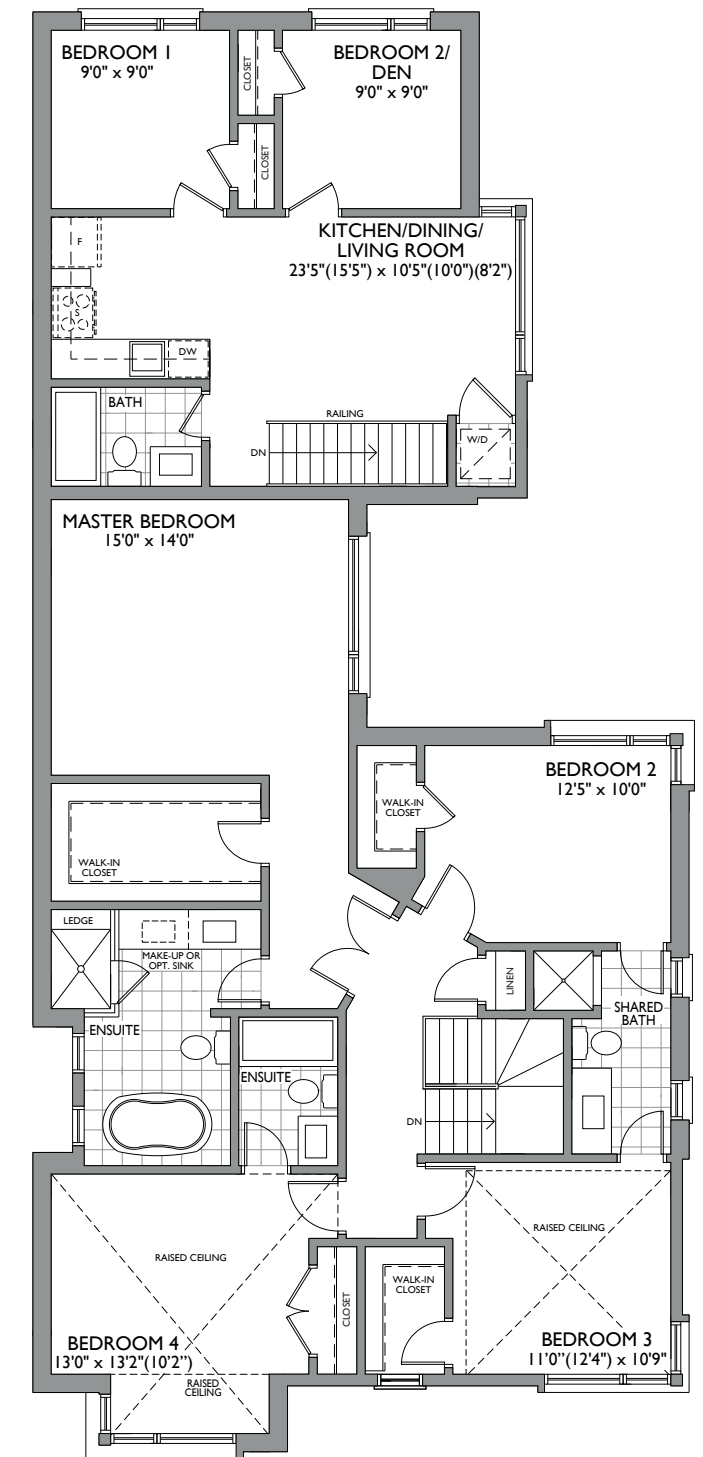 BEDROOM 1
9'0" x 9'0"
CLOSET
BEDROOM 2/
DEN
9'0" x 9'0"
CLOSET
KITCHEN/DINING/
LIVING ROOM
23'5"(15'5") x 10'5"(10'0")(8'2")
F
S
DW
BATH
RAILING
DN
W/D
MASTER BEDROOM
15'0" x 14'0"
BEDROOM 2
12'5" x 10'0"
WALK-IN
CLOSET
WALK-IN
CLOSET
LEDGE
MAKE-UP OR
OPT. SINK
ENSUITE
LINEN
SHARED
BATH
ENSUITE
DN
RAISED CEILING
RAISED CEILING
WALK-IN
CLOSET
CLOSET
BEDROOM 4
13'0" x 13'2"(10'2")
RAISED
CEILING
BEDROOM 3
11'0"(12'4") x 10'9"